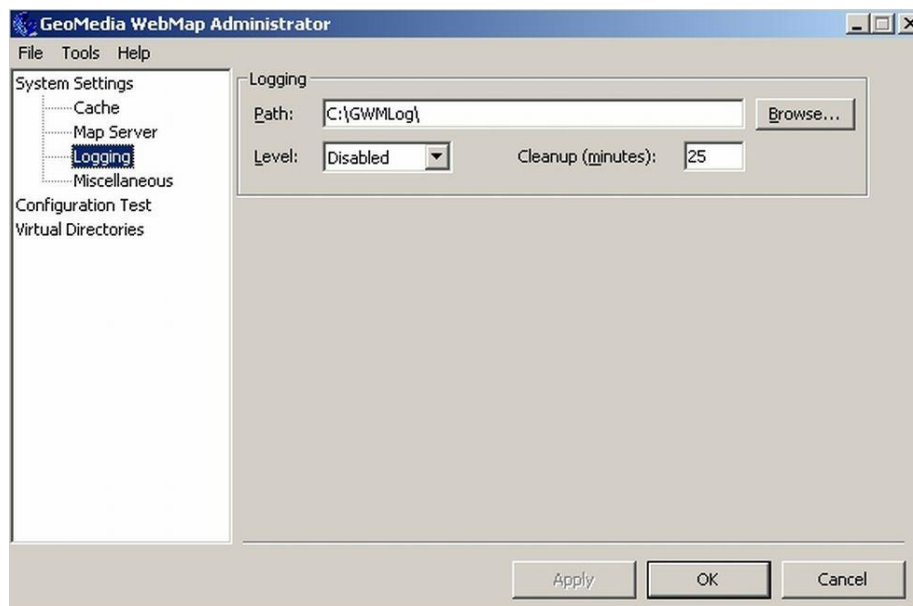 GeoMedia WebMap Administrator
File Tools Help
System Settings
Cache
Map Server
Logging
Miscellaneous
Configuration Test
Virtual Directories
Logging
Path: C:\GWMLog\ Browse...
Level: Disabled Cleanup (minutes): 25
Apply OK Cancel